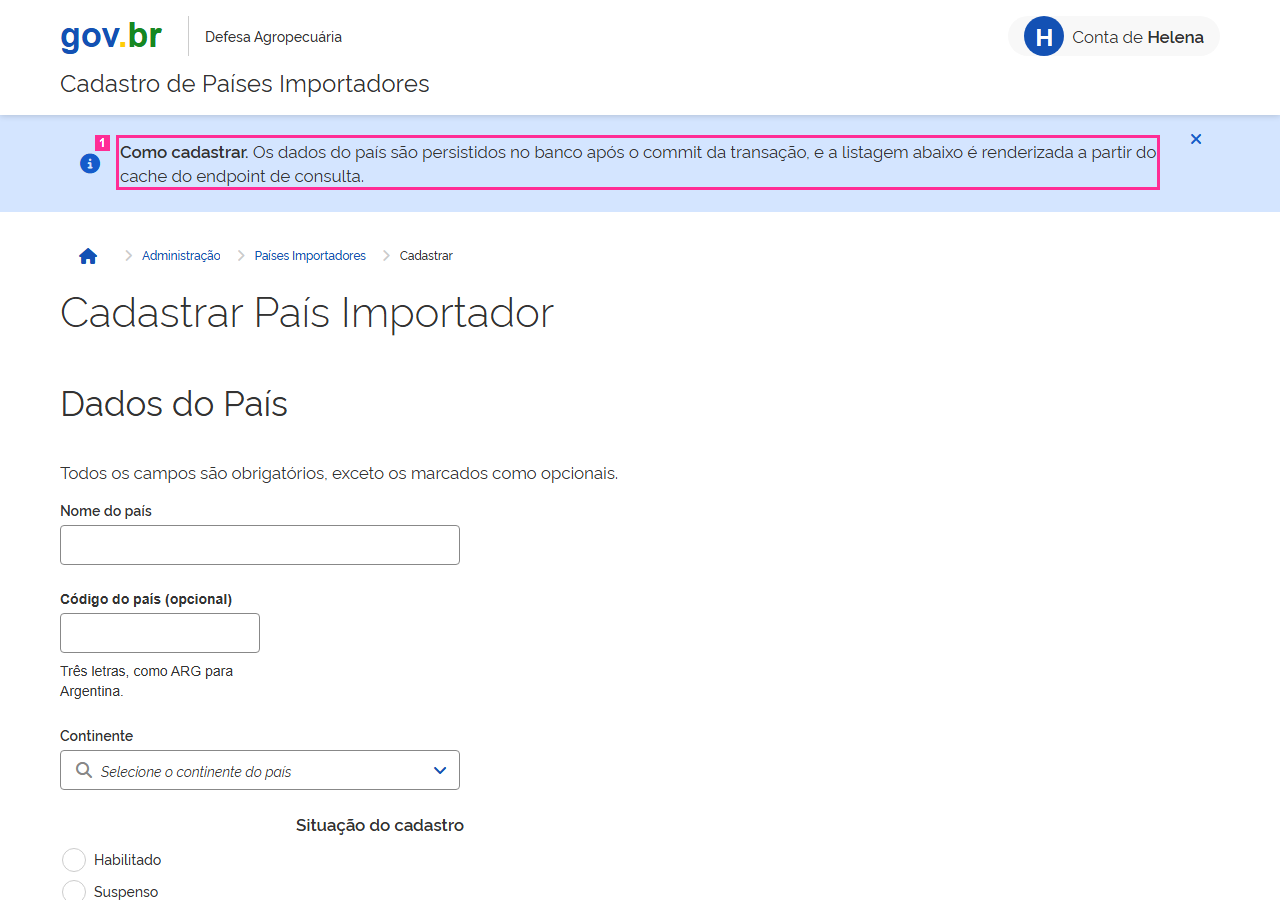 gov.br
Defesa Agropecuária
H
Conta de Helena
Cadastro de Países Importadores
1
Como cadastrar. Os dados do país são persistidos no banco após o commit da transação, e a listagem abaixo é renderizada a partir do
cache do endpoint de consulta.
Administração
Países Importadores
Cadastrar
Cadastrar País Importador
Dados do País
Todos os campos são obrigatórios, exceto os marcados como opcionais.
Nome do país
Código do país (opcional)
Três letras, como ARG para
Argentina.
Continente
Selecione o continente do país
Situação do cadastro
Habilitado
Suspenso